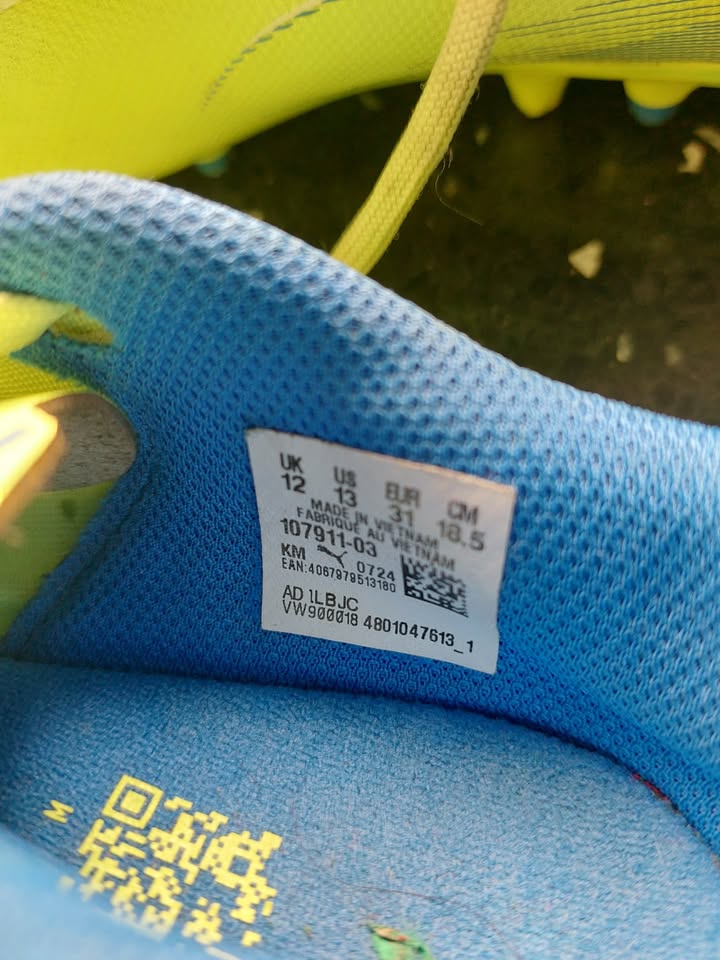 UK US EUR CM
12 13 31 18.5
MADE IN VIETNAM
FABRIQUE AU VIETNAM
107911-03
KM 0724
EAN:4067979513180
AD 1LBJC
VW900018 4801047613_1
M